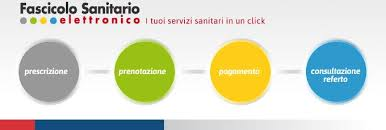 Fascicolo Sanitario
elettronico I tuoi servizi sanitari in un click
prescrizione
prenotazione
pagamento
consultazione
referto